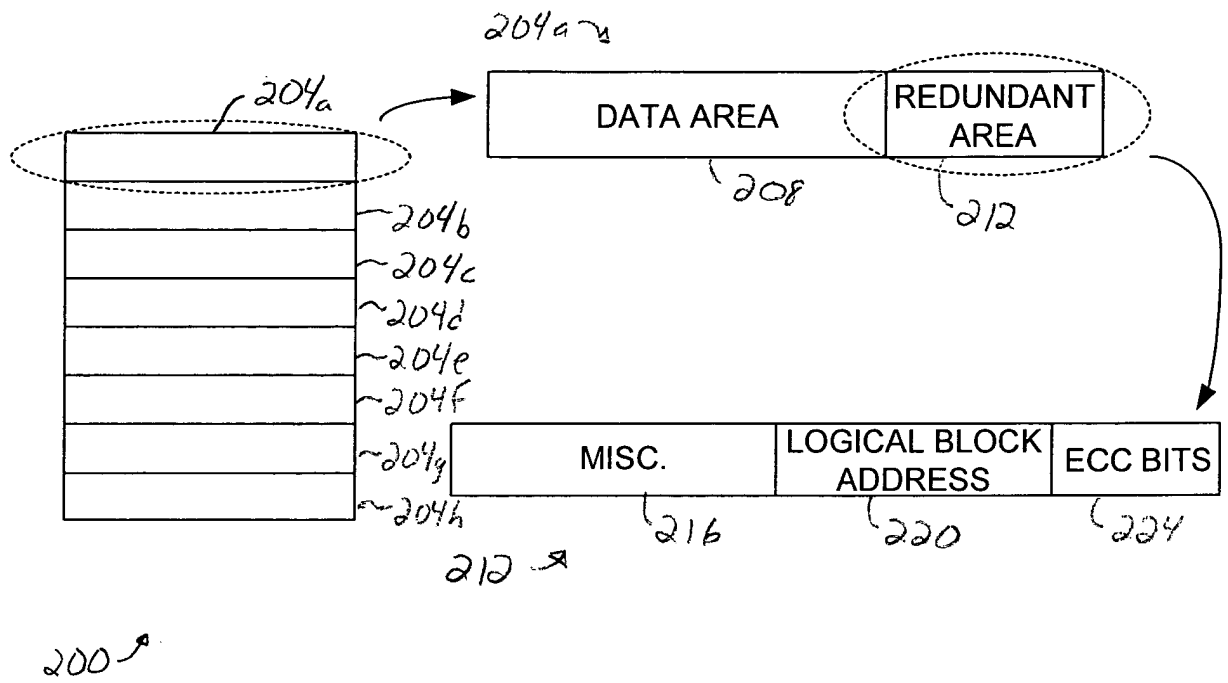 204a
204a
DATA AREA
REDUNDANT
AREA
208
212
204b
204c
204d
204e
204f
204g
204h
MISC.
LOGICAL BLOCK
ADDRESS
ECC BITS
216
220
224
212
200